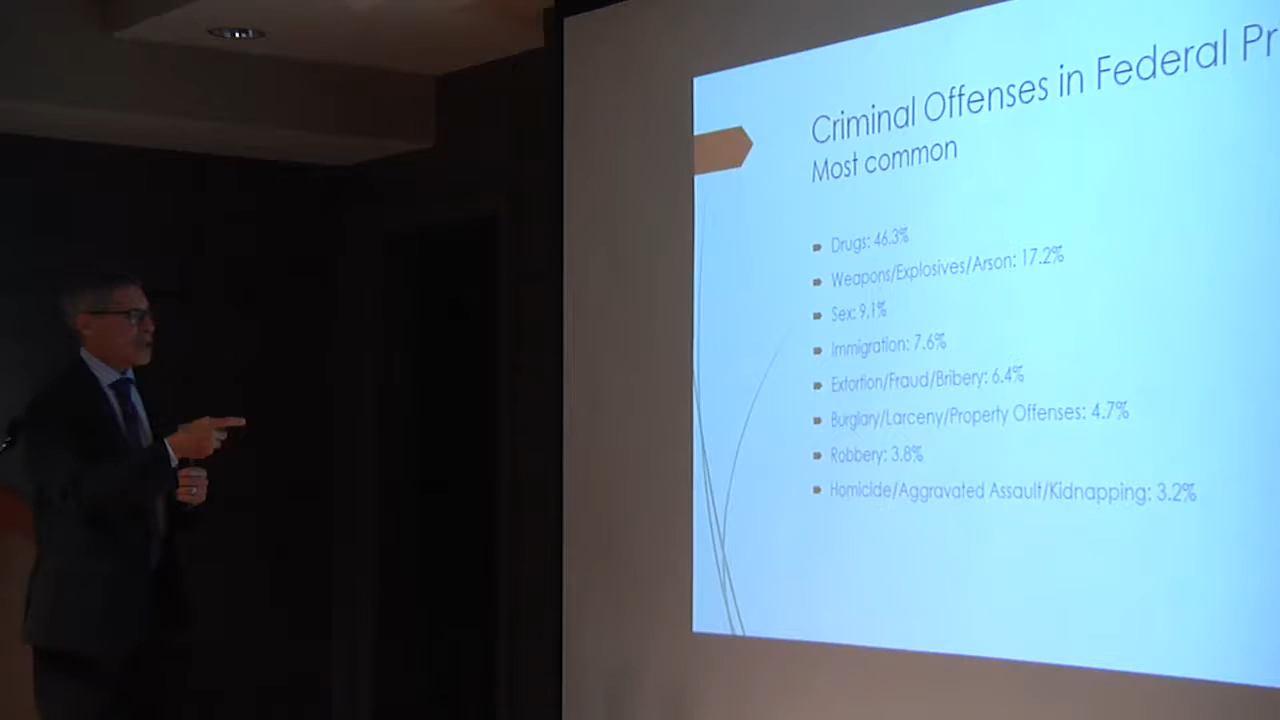 Criminal Offenses in Federal Pr
Most common
Drugs: 46.3%
Weapons/Explosives/Arson: 17.2%
Sex: 9.1%
Immigration: 7.6%
Extortion/Fraud/Bribery: 6.4%
Burglary/Larceny/Property Offenses: 4.7%
Robbery: 3.8%
Homicide/Aggravated Assault/Kidnapping: 3.2%